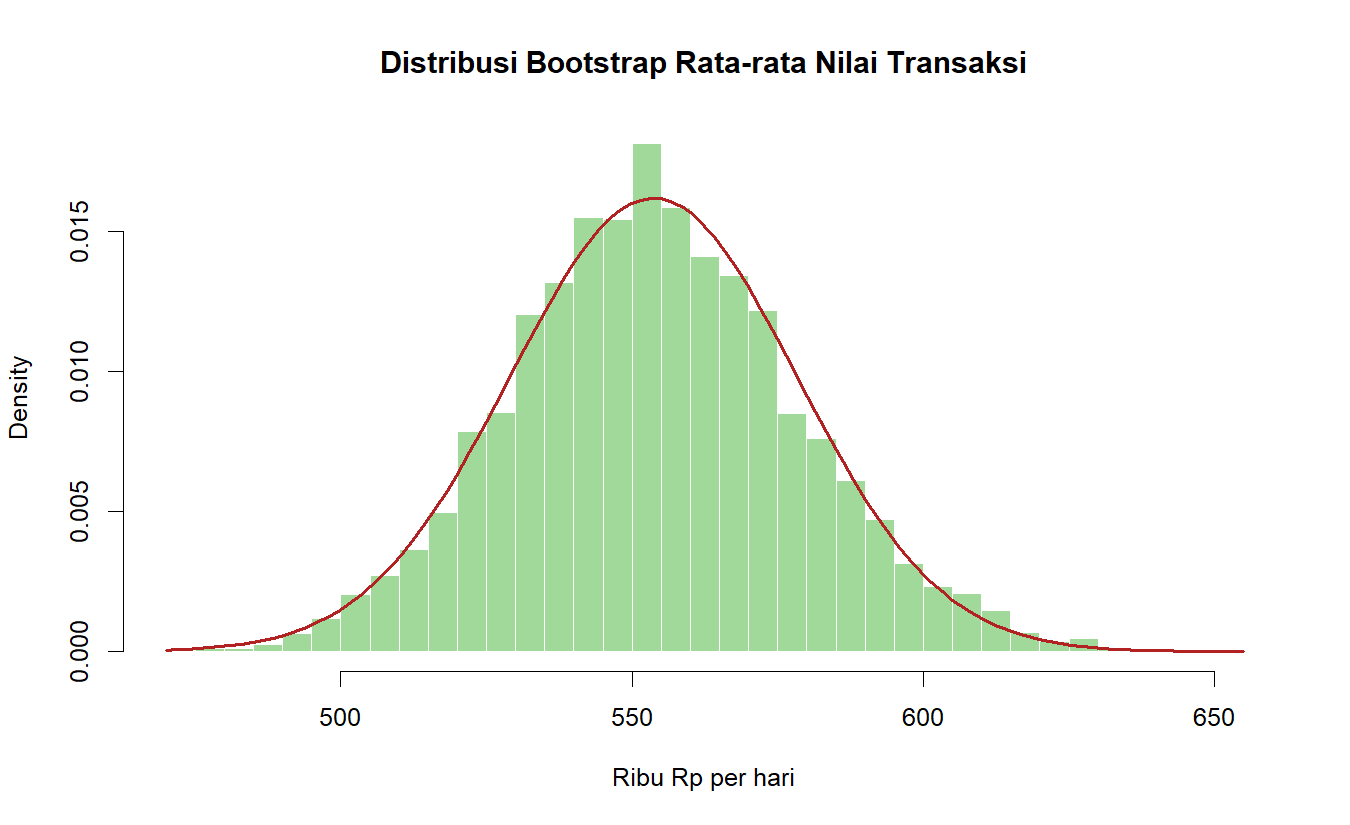 Distribusi Bootstrap Rata-rata Nilai Transaksi
Density
0.015
0.010
0.005
0.000
500 550 600 650
Ribu Rp per hari